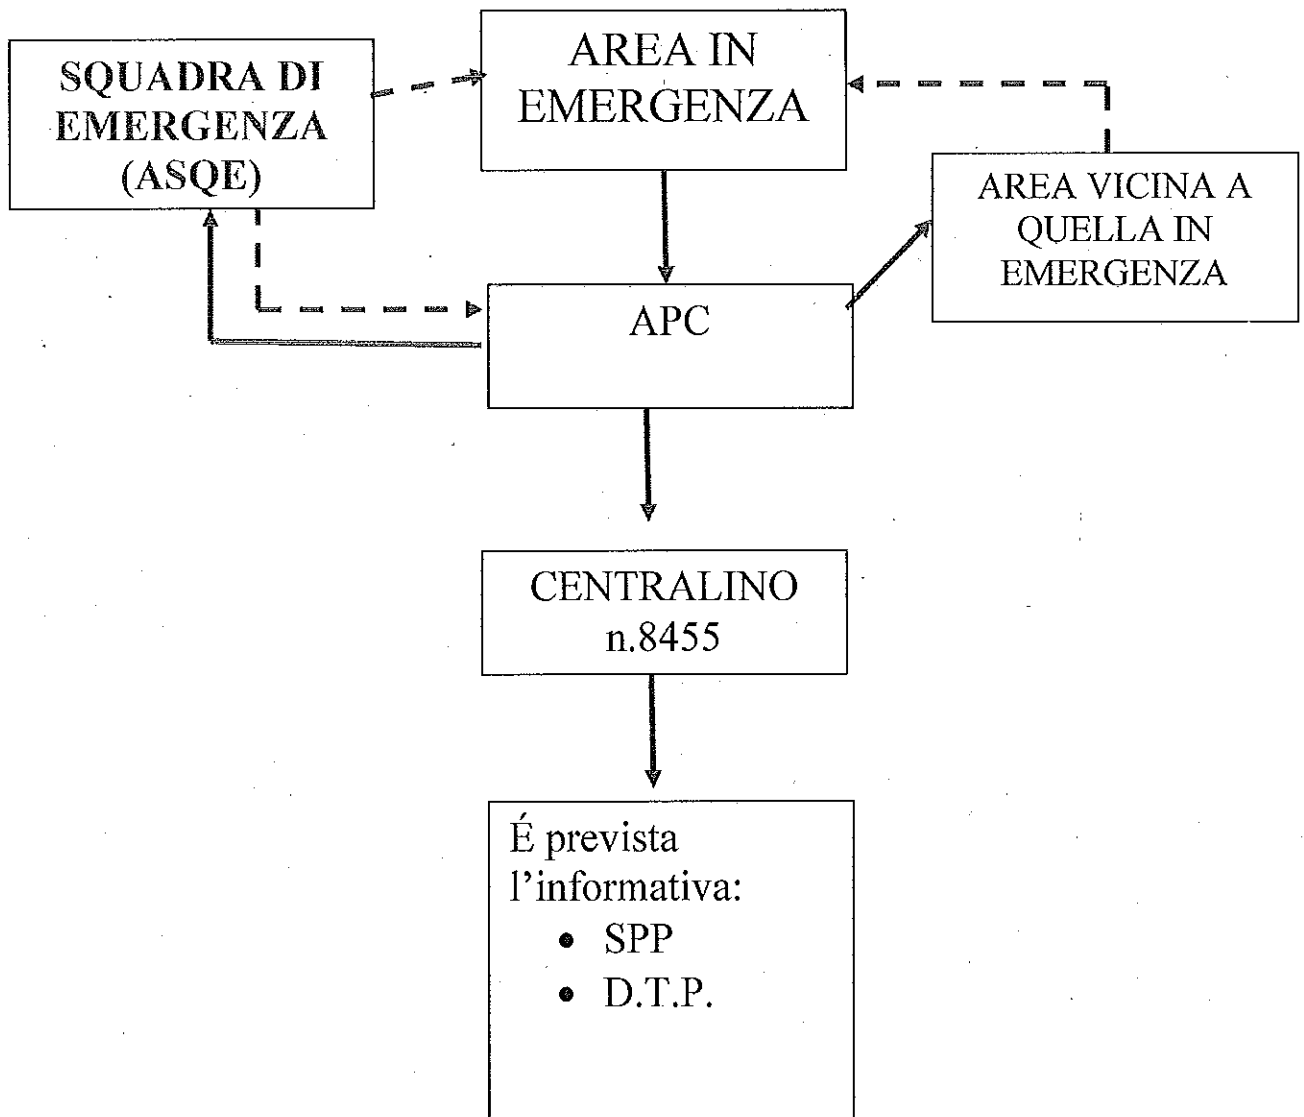 SQUADRA DI
EMERGENZA
(ASQE)
AREA IN
EMERGENZA
AREA VICINA A
QUELLA IN
EMERGENZA
APC
CENTRALINO
n.8455
É prevista
l'informativa:
• SPP
• D.T.P.